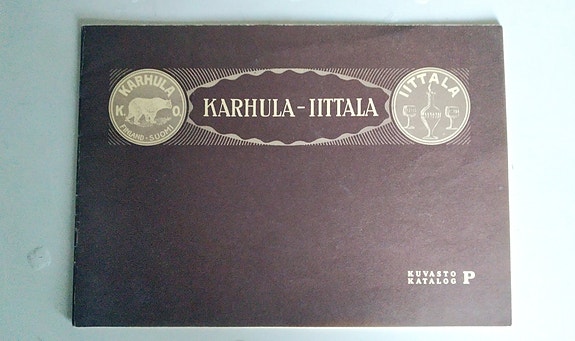 KARHULA
K. O.
FINLAND - SUOMI
KARHULA - IITTALA
IITTALA
KUVASTO
KATALOG P